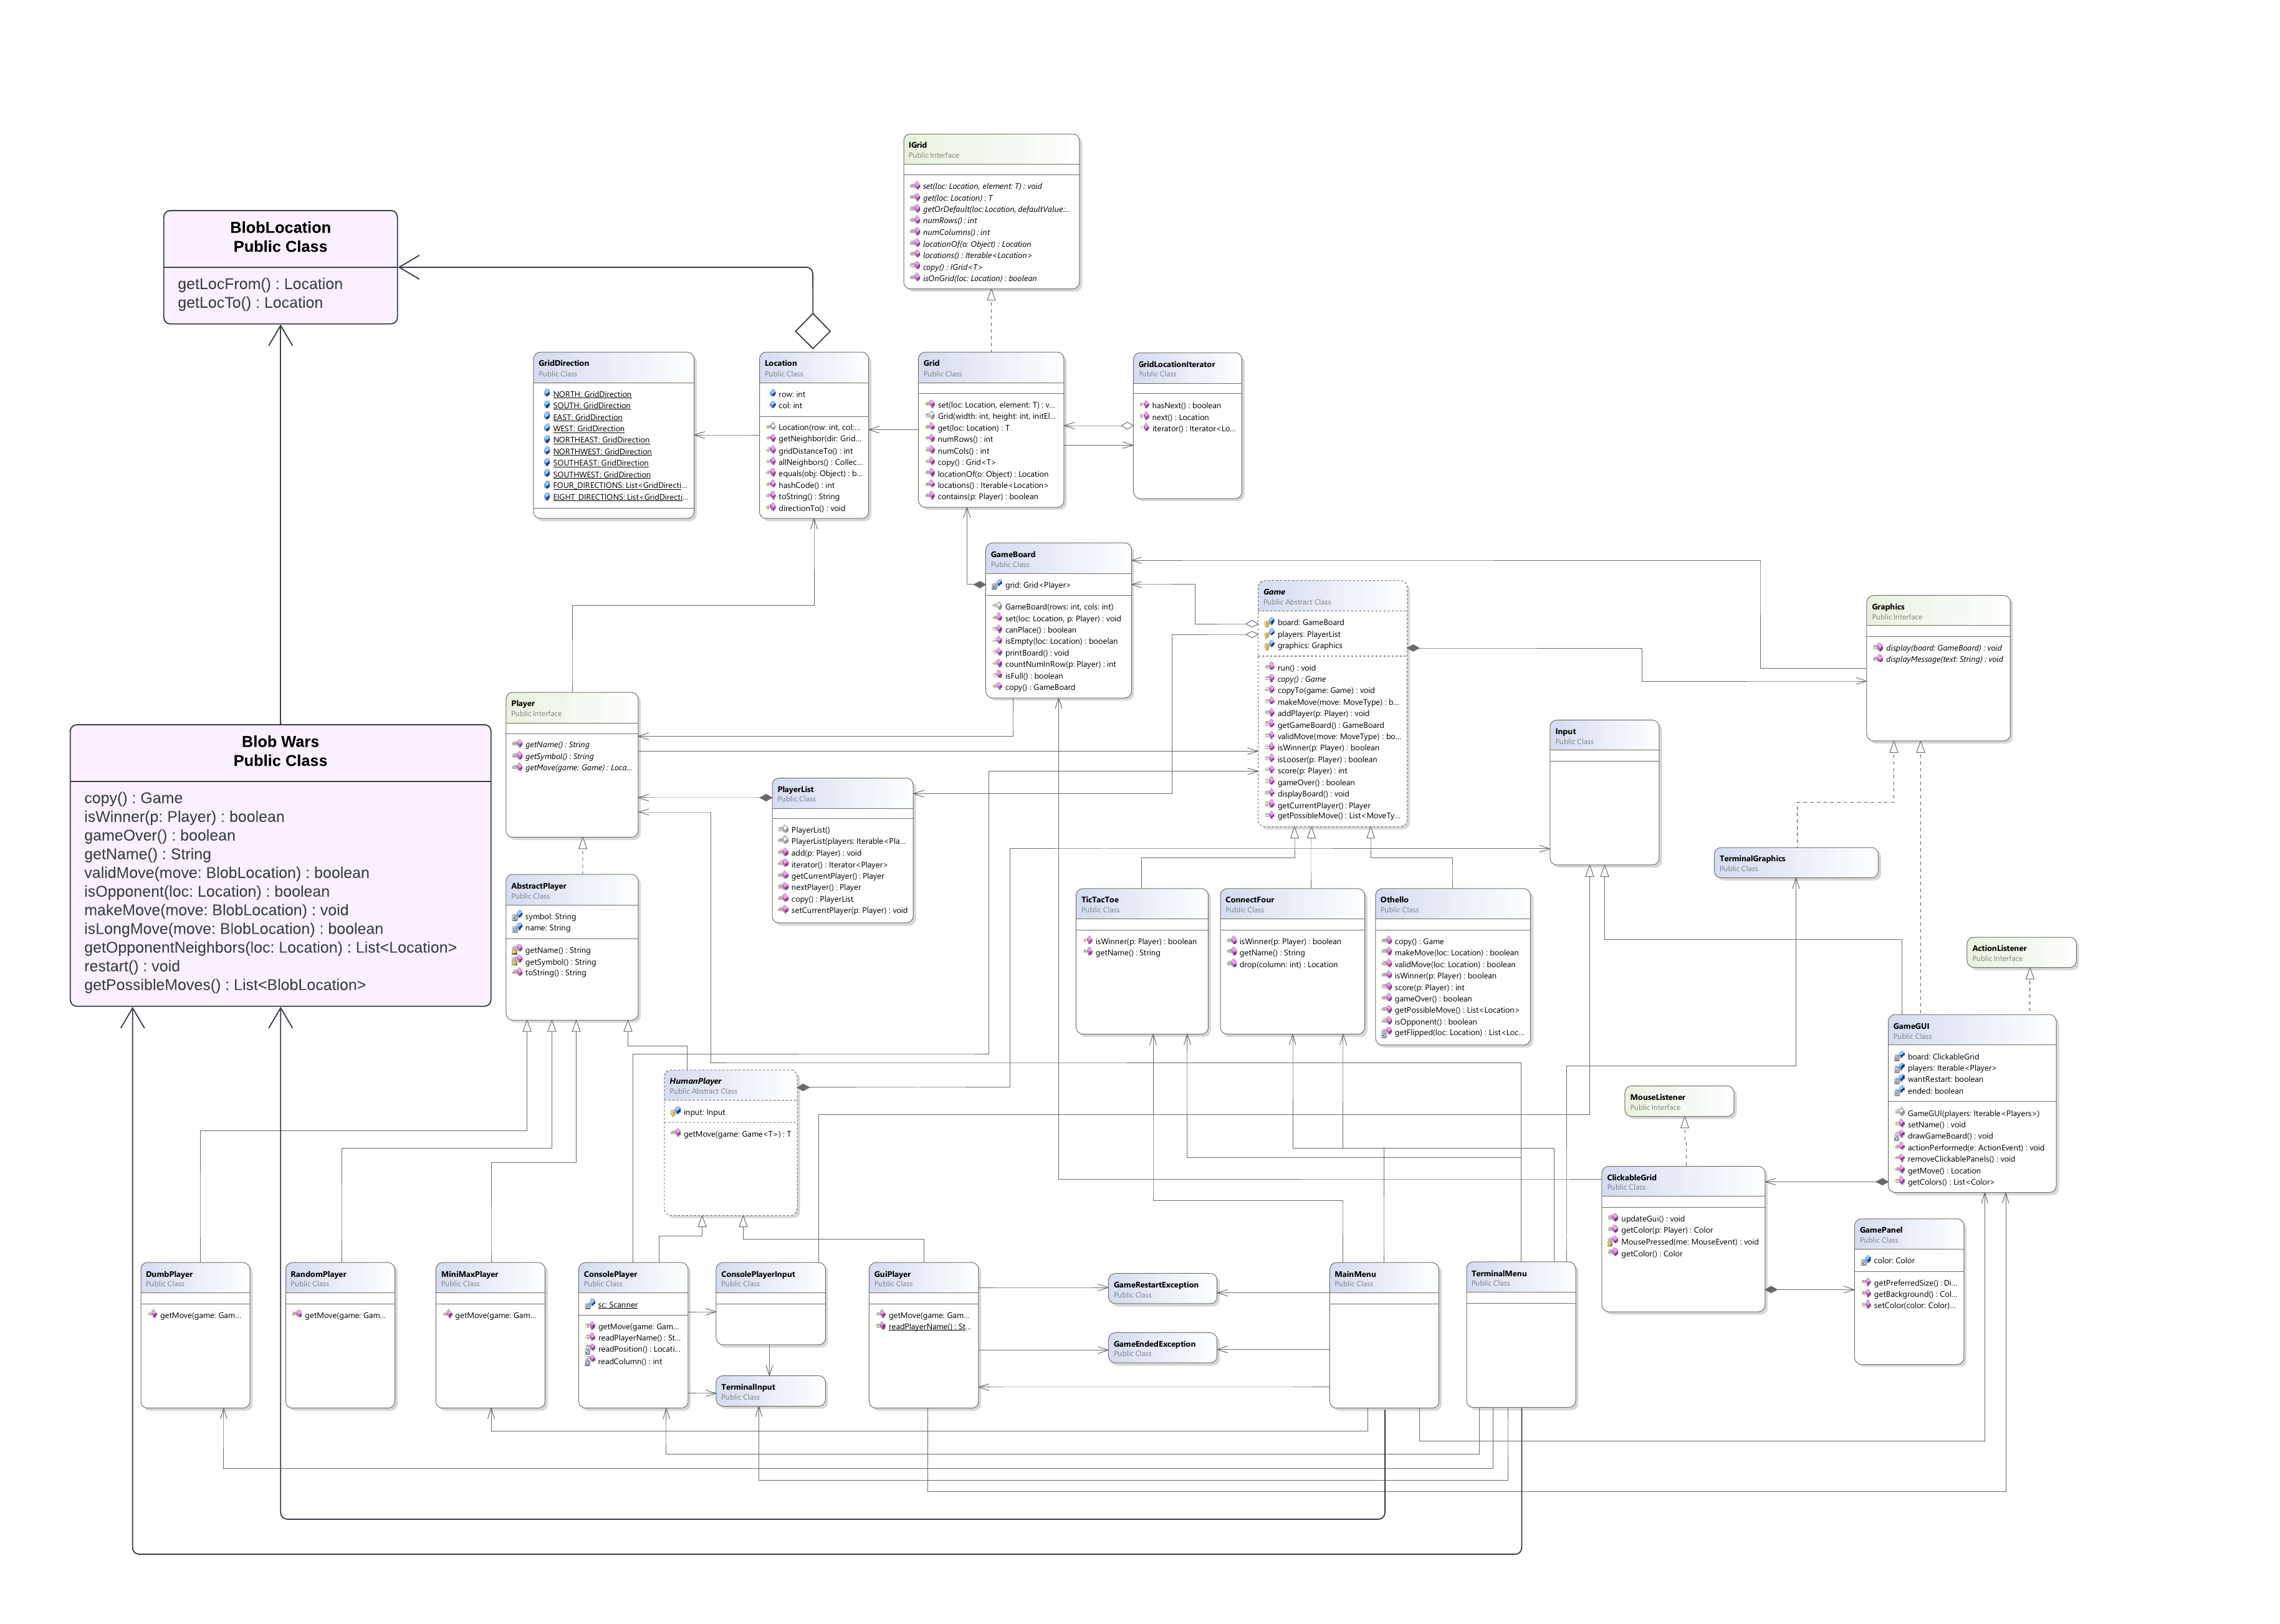 IGrid
Public Interface
set(loc: Location, element: T) : void
get(loc: Location) : T
getOrDefault(loc: Location, defaultValue:...
numRows() : int
numColumns() : int
locationOf(o: Object) : Location
locations() : Iterable<Location>
copy() : IGrid<T>
isOnGrid(loc: Location) : boolean
BlobLocation
Public Class
getLocFrom() : Location
getLocTo() : Location
GridDirection
Public Class
NORTH: GridDirection
SOUTH: GridDirection
EAST: GridDirection
WEST: GridDirection
NORTHEAST: GridDirection
NORTHWEST: GridDirection
SOUTHEAST: GridDirection
SOUTHWEST: GridDirection
FOUR_DIRECTIONS: List<GridDirecti...
EIGHT_DIRECTIONS: List<GridDirecti...
Location
Public Class
row: int
col: int
Location(row: int, col:...
getNeighbor(dir: Grid...
gridDistanceTo() : int
allNeighbors() : Collec...
equals(obj: Object) : b...
hashCode() : int
toString() : String
directionTo() : void
Grid
Public Class
set(loc: Location, element: T) : v...
Grid(width: int, height: int, initEl...
get(loc: Location) : T
numRows() : int
numCols() : int
copy() : Grid<T>
locationOf(o: Object) : Location
locations() : Iterable<Location>
contains(p: Player) : boolean
GridLocationIterator
Public Class
hasNext() : boolean
next() : Location
iterator() : Iterator<Lo...
GameBoard
Public Class
grid: Grid<Player>
GameBoard(rows: int, cols: int)
set(loc: Location, p: Player) : void
canPlace() : boolean
isEmpty(loc: Location) : booelan
printBoard() : void
countNumInRow(p: Player) : int
isFull() : boolean
copy() : GameBoard
Game
Public Abstract Class
board: GameBoard
players: PlayerList
graphics: Graphics
run() : void
copy() : Game
copyTo(game: Game) : void
makeMove(move: MoveType) : b...
addPlayer(p: Player) : void
getGameBoard() : GameBoard
validMove(move: MoveType) : bo...
isWinner(p: Player) : boolean
isLooser(p: Player) : boolean
score(p: Player) : int
gameOver() : boolean
displayBoard() : void
getCurrentPlayer() : Player
getPossibleMove() : List<MoveTy...
Graphics
Public Interface
display(board: GameBoard) : void
displayMessage(text: String) : void
Player
Public Interface
getName() : String
getSymbol() : String
getMove(game: Game) : Loca...
Blob Wars
Public Class
copy() : Game
isWinner(p: Player) : boolean
gameOver() : boolean
getName() : String
validMove(move: BlobLocation) : boolean
isOpponent(loc: Location) : boolean
makeMove(move: BlobLocation) : void
isLongMove(move: BlobLocation) : boolean
getOpponentNeighbors(loc: Location) : List<Location>
restart() : void
getPossibleMoves() : List<BlobLocation>
Input
Public Class
PlayerList
Public Class
PlayerList()
PlayerList(players: Iterable<Pla...
add(p: Player) : void
iterator() : Iterator<Player>
getCurrentPlayer() : Player
nextPlayer() : Player
copy() : PlayerList
setCurrentPlayer(p: Player) : void
TerminalGraphics
Public Class
AbstractPlayer
Public Class
symbol: String
name: String
getName() : String
getSymbol() : String
toString() : String
TicTacToe
Public Class
isWinner(p: Player) : boolean
getName() : String
ConnectFour
Public Class
isWinner(p: Player) : boolean
getName() : String
drop(column: int) : Location
Othello
Public Class
copy() : Game
makeMove(loc: Location) : boolean
validMove(loc: Location) : boolean
isWinner(p: Player) : boolean
score(p: Player) : int
gameOver() : boolean
getPossibleMove() : List<Location>
isOpponent() : boolean
getFlipped(loc: Location) : List<Loc...
ActionListener
Public Interface
GameGUI
Public Class
board: ClickableGrid
players: Iterable<Player>
wantRestart: boolean
ended: boolean
GameGUI(players: Iterable<Players>)
setName() : void
drawGameBoard() : void
actionPerformed(e: ActionEvent) : void
removeClickablePanels() : void
getMove() : Location
getColors() : List<Color>
HumanPlayer
Public Abstract Class
input: Input
getMove(game: Game<T>) : T
MouseListener
Public Interface
ClickableGrid
Public Class
updateGui() : void
getColor(p: Player) : Color
MousePressed(me: MouseEvent) : void
getColor() : Color
GamePanel
Public Class
color: Color
getPreferredSize() : Di...
getBackground() : Col...
setColor(color: Color)...
DumbPlayer
Public Class
getMove(game: Gam...
RandomPlayer
Public Class
getMove(game: Gam...
MiniMaxPlayer
Public Class
getMove(game: Gam...
ConsolePlayer
Public Class
sc: Scanner
getMove(game: Gam...
readPlayerName() : St...
readPosition() : Locati...
readColumn() : int
ConsolePlayerInput
Public Class
TerminalInput
Public Class
GuiPlayer
Public Class
getMove(game: Gam...
readPlayerName() : St...
GameRestartException
Public Class
GameEndedException
Public Class
MainMenu
Public Class
TerminalMenu
Public Class